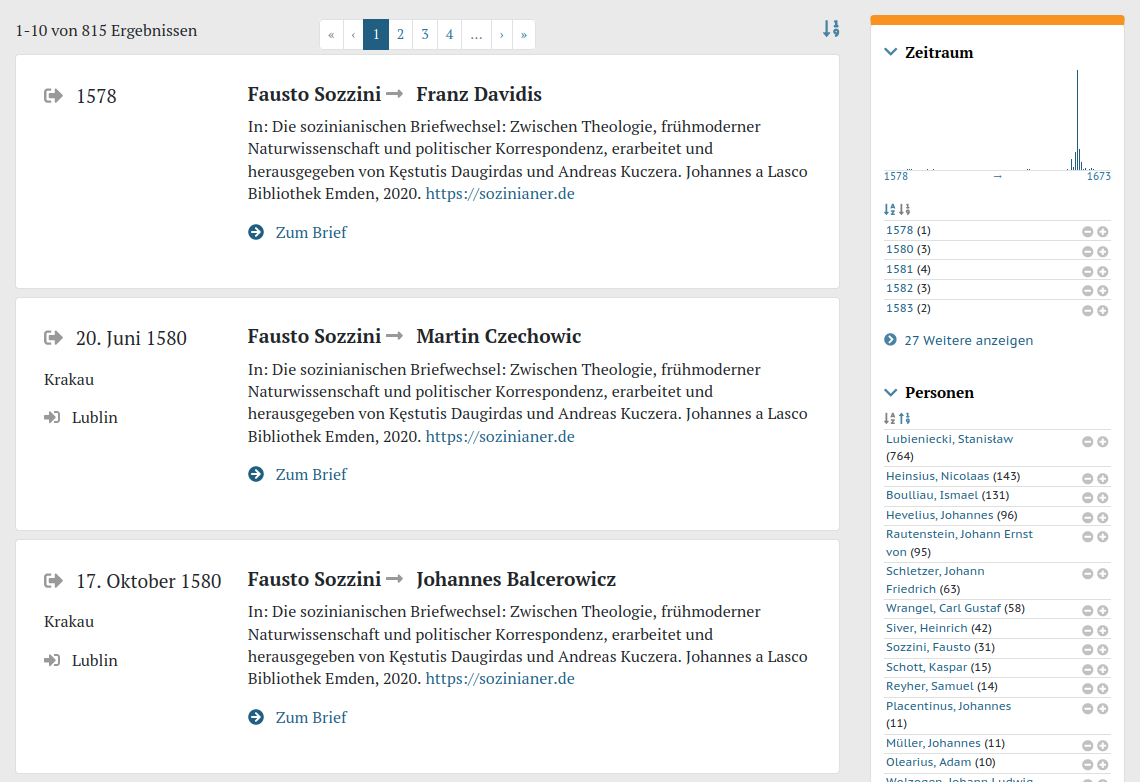 1-10 von 815 Ergebnissen
« ‹ 1 2 3 4 … › »
1578
Fausto Sozzini → Franz Davidis
In: Die sozinianischen Briefwechsel: Zwischen Theologie, frühmoderner
Naturwissenschaft und politischer Korrespondenz, erarbeitet und
herausgegeben von Kęstutis Daugirdas und Andreas Kuczera. Johannes a Lasco
Bibliothek Emden, 2020. https://sozinianer.de
Zum Brief
20. Juni 1580
Krakau
Lublin
Fausto Sozzini → Martin Czechowic
In: Die sozinianischen Briefwechsel: Zwischen Theologie, frühmoderner
Naturwissenschaft und politischer Korrespondenz, erarbeitet und
herausgegeben von Kęstutis Daugirdas und Andreas Kuczera. Johannes a Lasco
Bibliothek Emden, 2020. https://sozinianer.de
Zum Brief
17. Oktober 1580
Krakau
Lublin
Fausto Sozzini → Johannes Balcerowicz
In: Die sozinianischen Briefwechsel: Zwischen Theologie, frühmoderner
Naturwissenschaft und politischer Korrespondenz, erarbeitet und
herausgegeben von Kęstutis Daugirdas und Andreas Kuczera. Johannes a Lasco
Bibliothek Emden, 2020. https://sozinianer.de
Zum Brief
Zeitraum
1578 → 1673
1578 (1)
1580 (3)
1581 (4)
1582 (3)
1583 (2)
27 Weitere anzeigen
Personen
Lubieniecki, Stanisław
(764)
Heinsius, Nicolaas (143)
Boulliau, Ismael (131)
Hevelius, Johannes (96)
Rautenstein, Johann Ernst
von (95)
Schletzer, Johann
Friedrich (63)
Wrangel, Carl Gustaf (58)
Siver, Heinrich (42)
Sozzini, Fausto (31)
Schott, Kaspar (15)
Reyher, Samuel (14)
Placentinus, Johannes
(11)
Müller, Johannes (11)
Olearius, Adam (10)
Wolzogen, Johann Ludwig